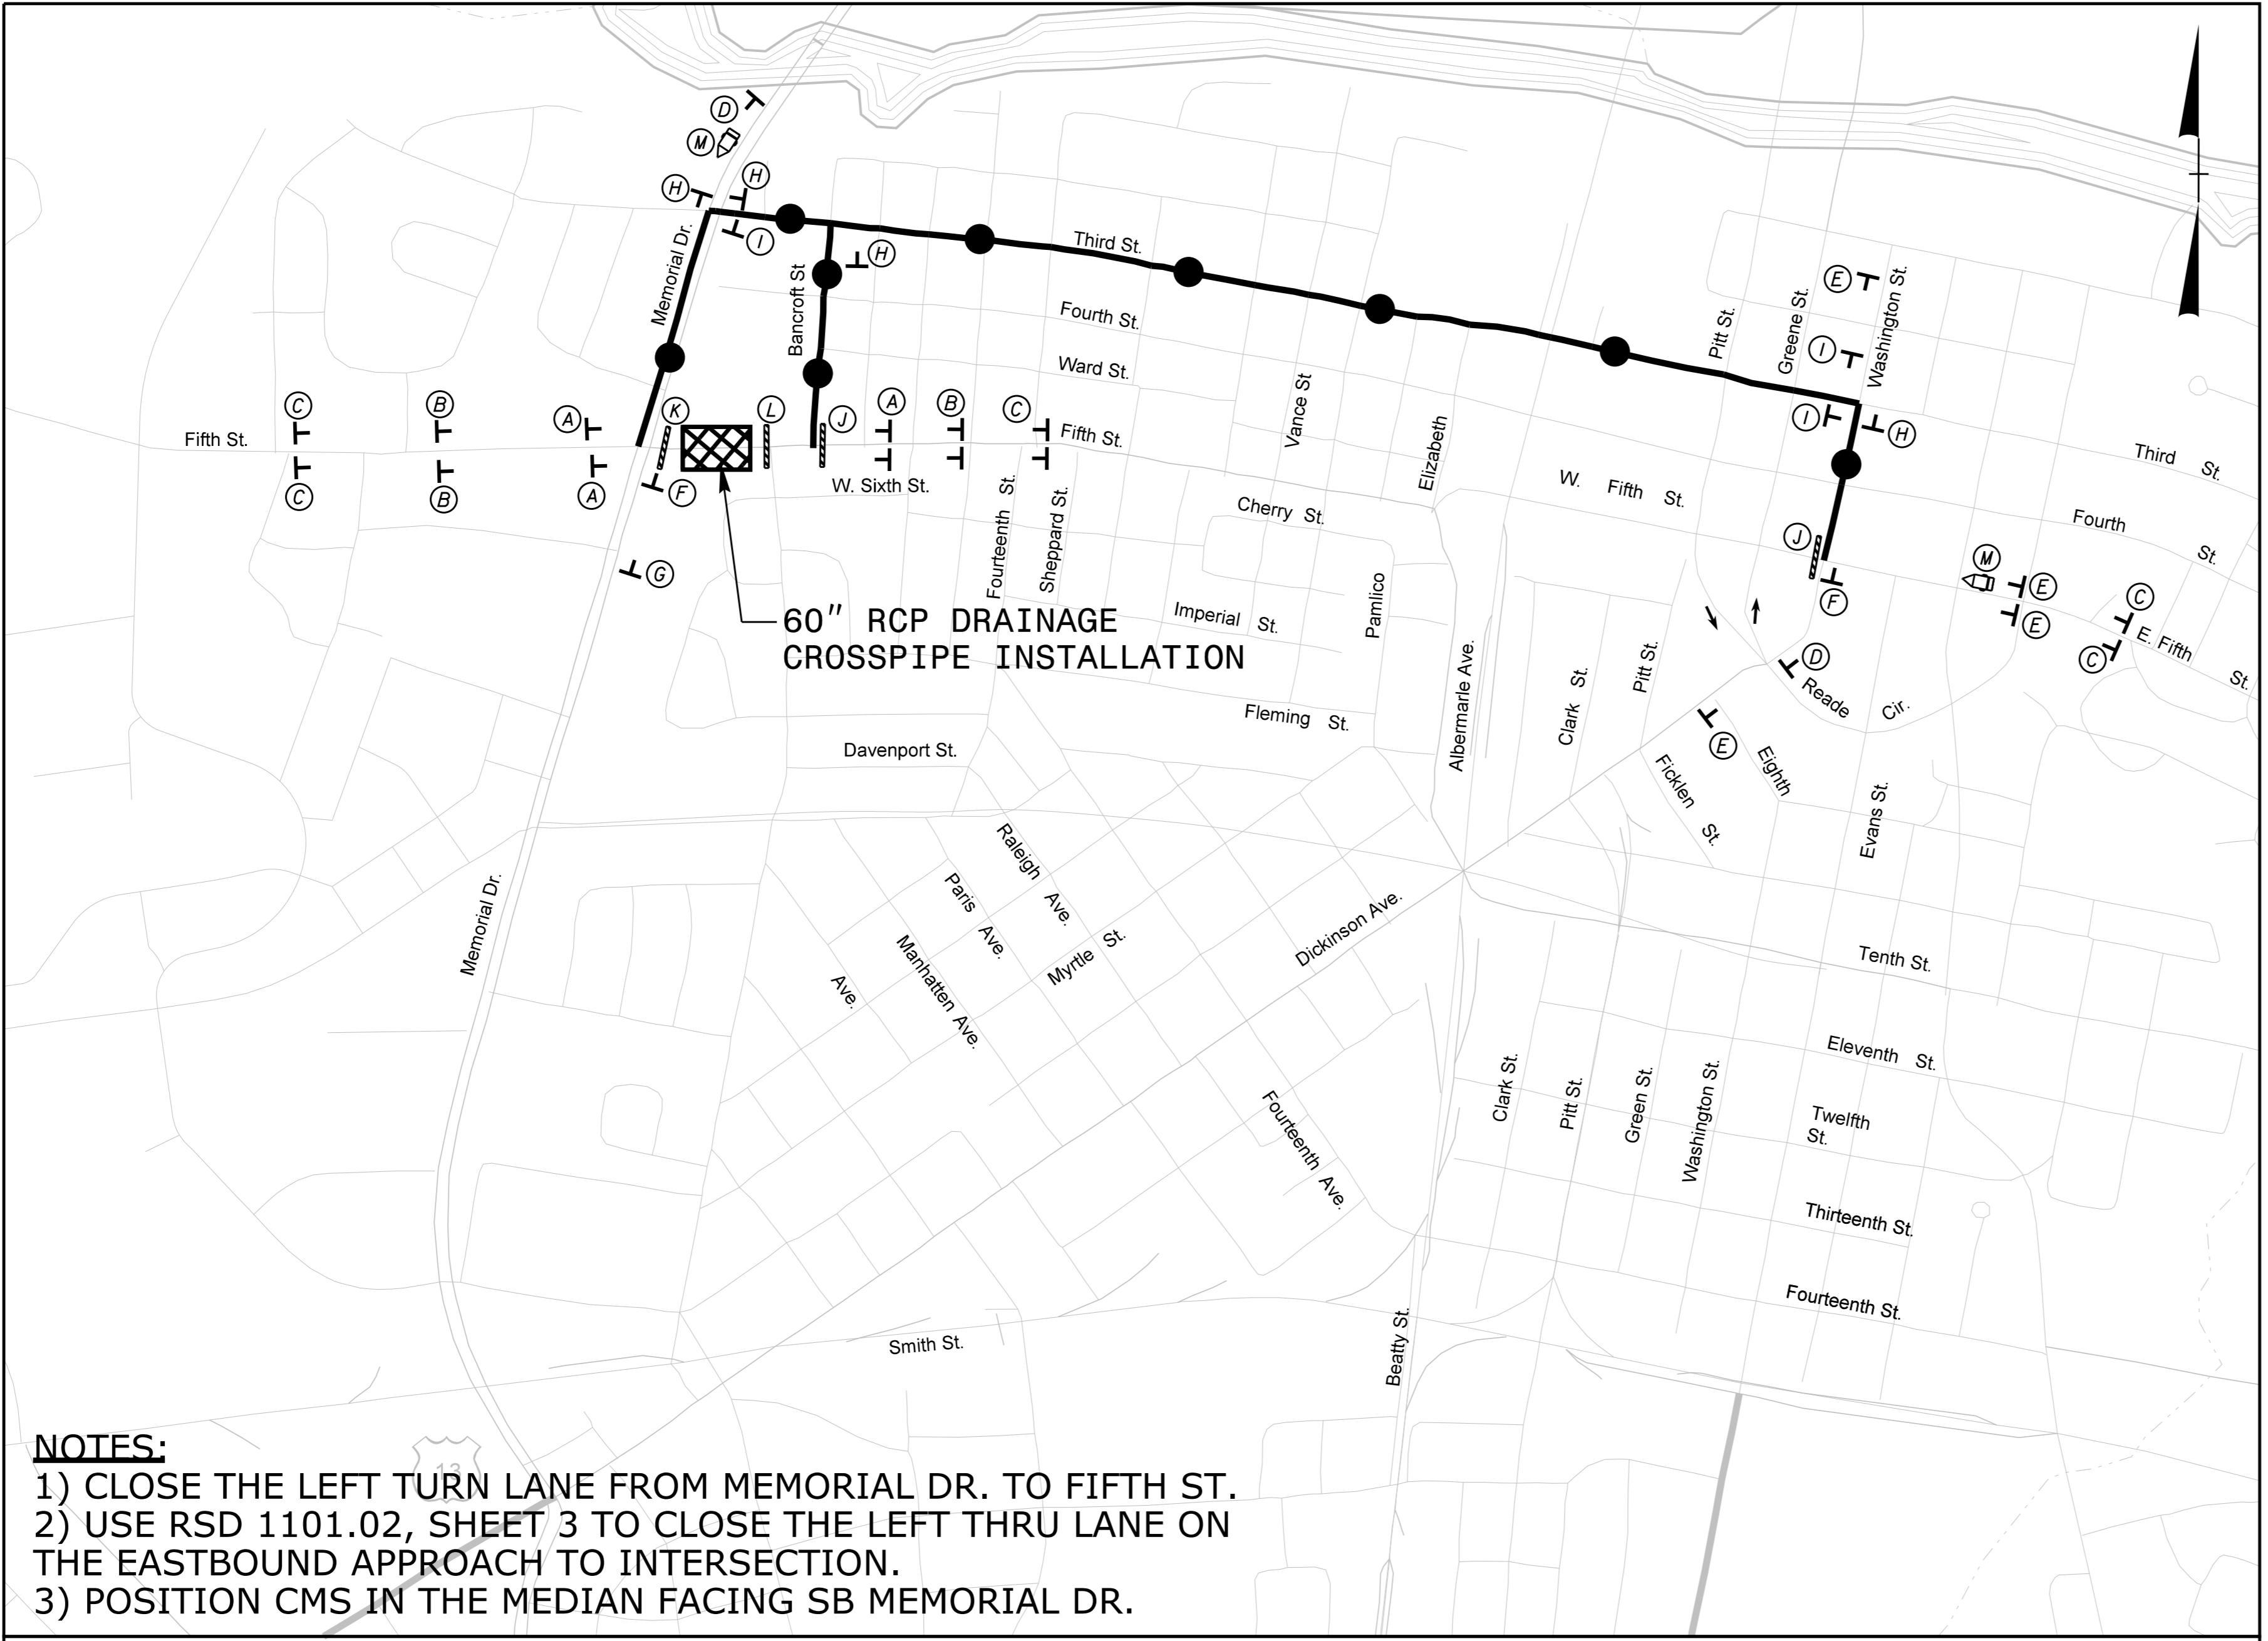 D
M
H
H
I
Memorial Dr.
Bancroft St
H
Third St.
Fourth St.
Ward St.
Vance St
Elizabeth
Pitt St.
Greene St.
Washington St.
E
I
I
H
Third St.
Fourth St.
C
B
A
K
L
J
A
B
C
Fifth St.
Fifth St.
C
B
A
F
W. Sixth St.
Fourteenth St.
Sheppard St.
Cherry St.
W. Fifth St.
J
F
M
E
E
C
C
E. Fifth St.
G
60" RCP DRAINAGE
CROSSPIPE INSTALLATION
Imperial St.
Pamlico
Albermarle Ave.
Clark St.
Pitt St.
D
Reade Cir.
E
Fleming St.
Davenport St.
Ficklen St.
Eighth
Evans St.
Memorial Dr.
Raleigh Ave.
Paris Ave.
Manhatten Ave.
Ave.
Myrtle St.
Dickinson Ave.
Tenth St.
Eleventh St.
Clark St.
Pitt St.
Green St.
Washington St.
Twelfth
St.
Fourteenth Ave.
Thirteenth St.
Fourteenth St.
Smith St.
Beatty St.
13
NOTES:
1) CLOSE THE LEFT TURN LANE FROM MEMORIAL DR. TO FIFTH ST.
2) USE RSD 1101.02, SHEET 3 TO CLOSE THE LEFT THRU LANE ON
THE EASTBOUND APPROACH TO INTERSECTION.
3) POSITION CMS IN THE MEDIAN FACING SB MEMORIAL DR.